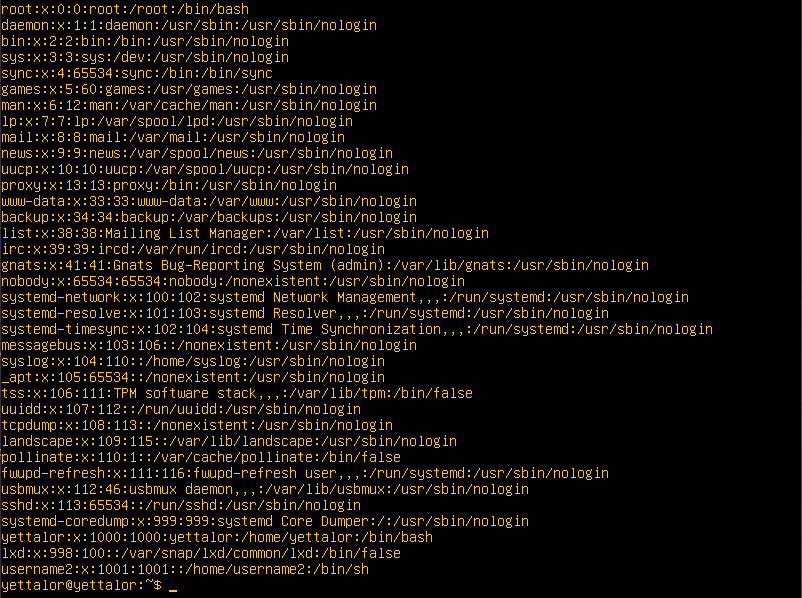 root:x:0:0:root:/root:/bin/bash
daemon:x:1:1:daemon:/usr/sbin:/usr/sbin/nologin
bin:x:2:2:bin:/bin:/usr/sbin/nologin
sys:x:3:3:sys:/dev:/usr/sbin/nologin
sync:x:4:65534:sync:/bin:/bin/sync
games:x:5:60:games:/usr/games:/usr/sbin/nologin
man:x:6:12:man:/var/cache/man:/usr/sbin/nologin
lp:x:7:7:lp:/var/spool/lpd:/usr/sbin/nologin
mail:x:8:8:mail:/var/mail:/usr/sbin/nologin
news:x:9:9:news:/var/spool/news:/usr/sbin/nologin
uucp:x:10:10:uucp:/var/spool/uucp:/usr/sbin/nologin
proxy:x:13:13:proxy:/bin:/usr/sbin/nologin
www-data:x:33:33:www-data:/var/www:/usr/sbin/nologin
backup:x:34:34:backup:/var/backups:/usr/sbin/nologin
list:x:38:38:Mailing List Manager:/var/list:/usr/sbin/nologin
irc:x:39:39:ircd:/var/run/ircd:/usr/sbin/nologin
gnats:x:41:41:Gnats Bug-Reporting System (admin):/var/lib/gnats:/usr/sbin/nologin
nobody:x:65534:65534:nobody:/nonexistent:/usr/sbin/nologin
systemd-network:x:100:102:systemd Network Management,,,:/run/systemd:/usr/sbin/nologin
systemd-resolve:x:101:103:systemd Resolver,,,:/run/systemd:/usr/sbin/nologin
systemd-timesync:x:102:104:systemd Time Synchronization,,,:/run/systemd:/usr/sbin/nologin
messagebus:x:103:106::/nonexistent:/usr/sbin/nologin
syslog:x:104:110::/home/syslog:/usr/sbin/nologin
_apt:x:105:65534::/nonexistent:/usr/sbin/nologin
tss:x:106:111:TPM software stack,,,:/var/lib/tpm:/bin/false
uuidd:x:107:112::/run/uuidd:/usr/sbin/nologin
tcpdump:x:108:113::/nonexistent:/usr/sbin/nologin
landscape:x:109:115::/var/lib/landscape:/usr/sbin/nologin
pollinate:x:110:1::/var/cache/pollinate:/bin/false
fwupd-refresh:x:111:116:fwupd-refresh user,,,:/run/systemd:/usr/sbin/nologin
usbmux:x:112:46:usbmux daemon,,,:/var/lib/usbmux:/usr/sbin/nologin
sshd:x:113:65534::/run/sshd:/usr/sbin/nologin
systemd-coredump:x:999:999:systemd Core Dumper:/:/usr/sbin/nologin
yettalor:x:1000:1000:yettalor:/home/yettalor:/bin/bash
lxd:x:998:100::/var/snap/lxd/common/lxd:/bin/false
username2:x:1001:1001::/home/username2:/bin/sh
yettalor@yettalor:~$ _